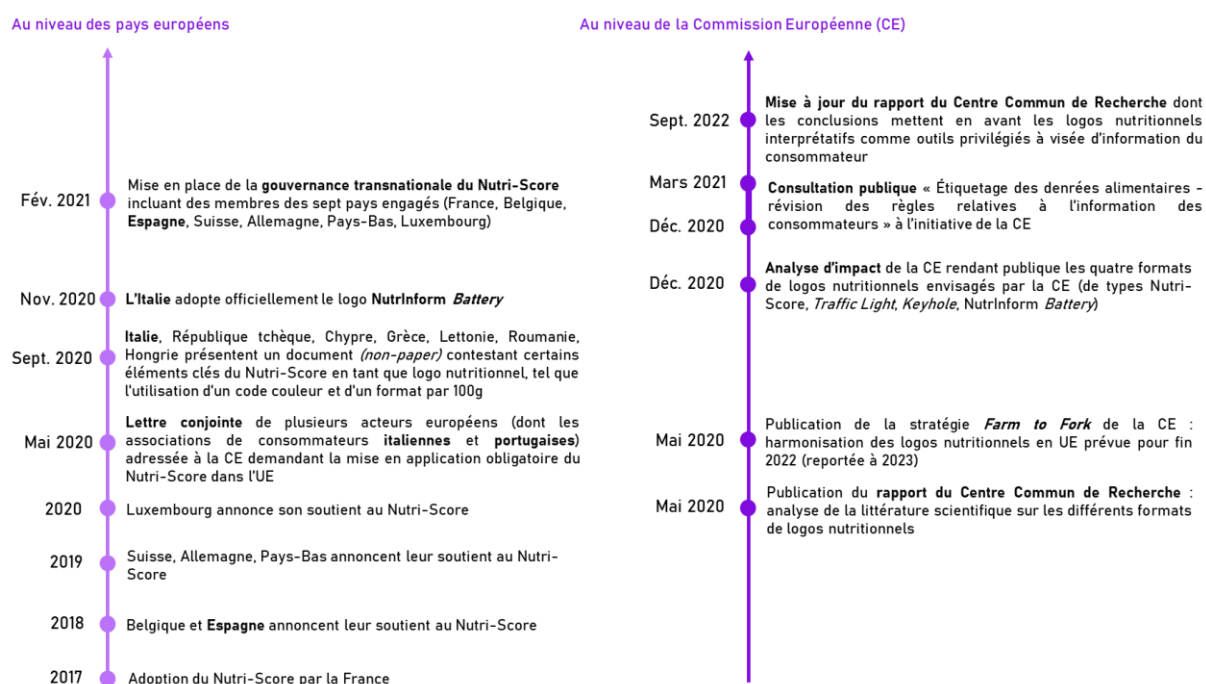 Au niveau des pays européens
Fév. 2021
Mise en place de la gouvernance transnationale du Nutri-Score
incluant des membres des sept pays engagés (France, Belgique,
Espagne, Suisse, Allemagne, Pays-Bas, Luxembourg)
Nov. 2020
L'Italie adopte officiellement le logo NutrInform Battery
Sept. 2020
Italie, République tchèque, Chypre, Grèce, Lettonie, Roumanie,
Hongrie présentent un document (non-paper) contestant certains
éléments clés du Nutri-Score en tant que logo nutritionnel, tel que
l'utilisation d'un code couleur et d'un format par 100g
Mai 2020
Lettre conjointe de plusieurs acteurs européens (dont les
associations de consommateurs italiennes et portugaises)
adressée à la CE demandant la mise en application obligatoire du
Nutri-Score dans l'UE
2020
Luxembourg annonce son soutient au Nutri-Score
2019
Suisse, Allemagne, Pays-Bas annoncent leur soutient au Nutri-
Score
2018
Belgique et Espagne annoncent leur soutient au Nutri-Score
2017
Adoption du Nutri-Score par la France
Au niveau de la Commission Européenne (CE)
Sept. 2022
Mise à jour du rapport du Centre Commun de Recherche dont
les conclusions mettent en avant les logos nutritionnels
interprétatifs comme outils privilégiés à visée d'information du
consommateur
Mars 2021
Déc. 2020
Consultation publique « Étiquetage des denrées alimentaires -
révision des règles relatives à l'information des
consommateurs » à l'initiative de la CE
Déc. 2020
Analyse d'impact de la CE rendant publique les quatre formats
de logos nutritionnels envisagés par la CE (de types Nutri-
Score, Traffic Light, Keyhole, NutrInform Battery)
Mai 2020
Publication de la stratégie Farm to Fork de la CE :
harmonisation des logos nutritionnels en UE prévue pour fin
2022 (reportée à 2023)
Mai 2020
Publication du rapport du Centre Commun de Recherche :
analyse de la littérature scientifique sur les différents formats
de logos nutritionnels